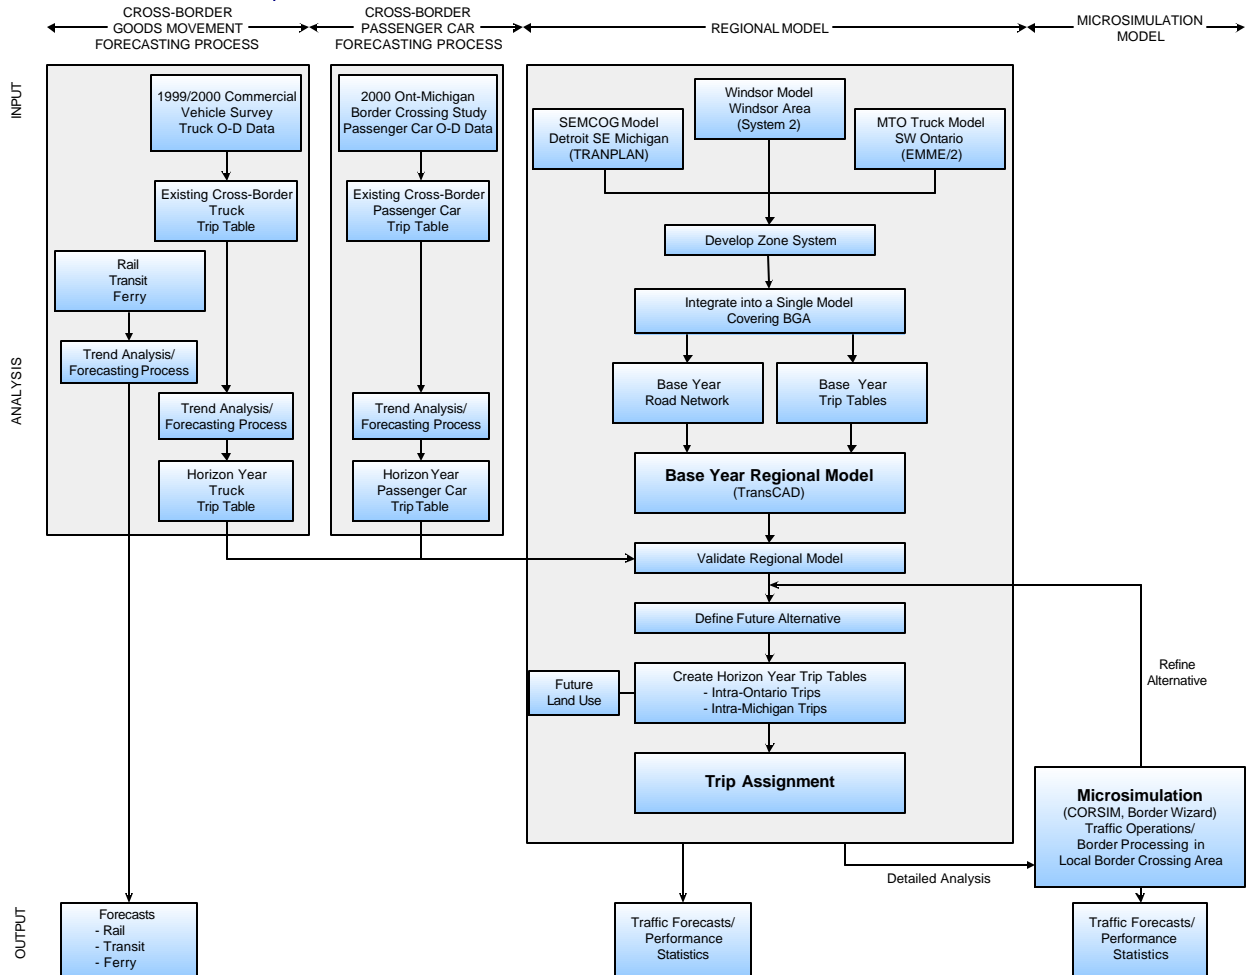 CROSS-BORDER
GOODS MOVEMENT
FORECASTING PROCESS
CROSS-BORDER
PASSENGER CAR
FORECASTING PROCESS
REGIONAL MODEL
MICROSIMULATION
MODEL
INPUT
ANALYSIS
OUTPUT
1999/2000 Commercial
Vehicle Survey
Truck O-D Data
Existing Cross-Border
Truck
Trip Table
Rail
Transit
Ferry
Trend Analysis/
Forecasting Process
Trend Analysis/
Forecasting Process
Horizon Year
Truck
Trip Table
2000 Ont-Michigan
Border Crossing Study
Passenger Car O-D Data
Existing Cross-Border
Passenger Car
Trip Table
Trend Analysis/
Forecasting Process
Horizon Year
Passenger Car
Trip Table
SEMCOG Model
Detroit SE Michigan
(TRANPLAN)
Windsor Model
Windsor Area
(System 2)
MTO Truck Model
SW Ontario
(EMME/2)
Develop Zone System
Integrate into a Single Model
Covering BGA
Base Year
Road Network
Base Year
Trip Tables
Base Year Regional Model
(TransCAD)
Validate Regional Model
Define Future Alternative
Future
Land Use
Create Horizon Year Trip Tables
- Intra-Ontario Trips
- Intra-Michigan Trips
Trip Assignment
Refine
Alternative
Microsimulation
(CORSIM, Border Wizard)
Traffic Operations/
Border Processing in
Local Border Crossing Area
Detailed Analysis
Forecasts
- Rail
- Transit
- Ferry
Traffic Forecasts/
Performance
Statistics
Traffic Forecasts/
Performance
Statistics